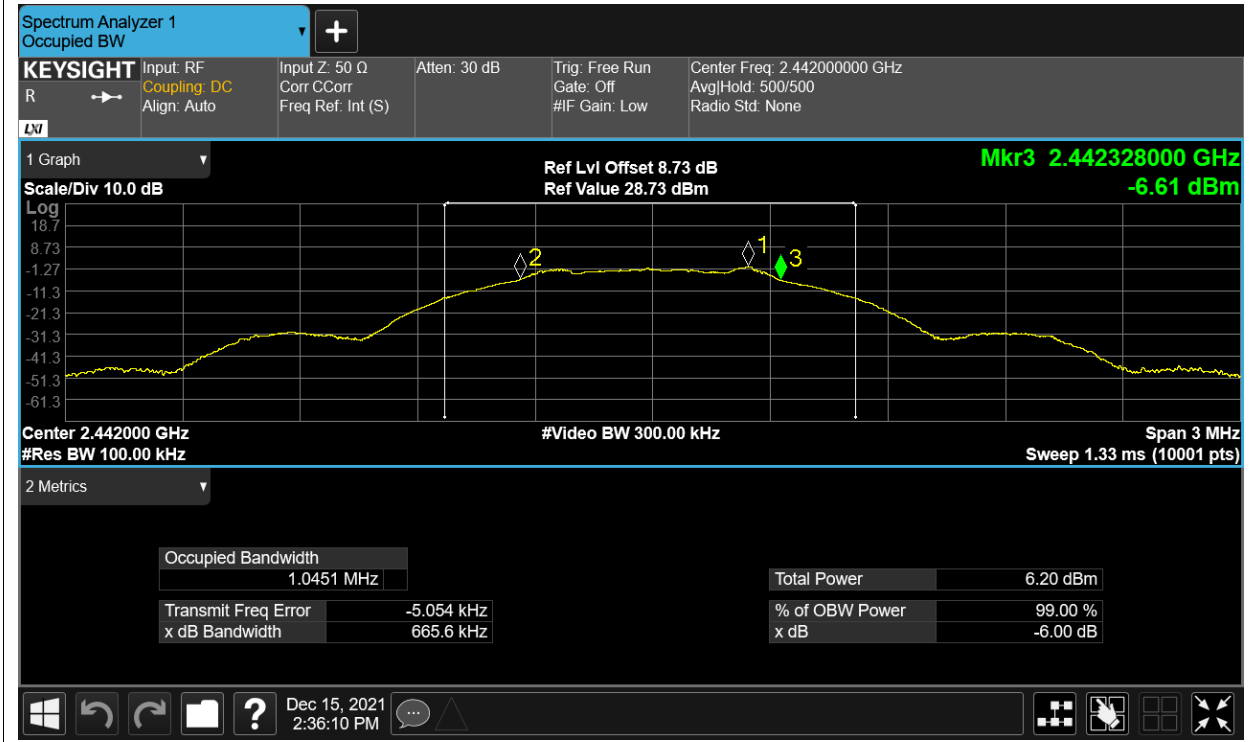 Spectrum Analyzer 1
Occupied BW
+
KEYSIGHT Input: RF Input Z: 50 Ω Atten: 30 dB Trig: Free Run Center Freq: 2.442000000 GHz
R Coupling: DC Corr CCorr Gate: Off Avg|Hold: 500/500
Align: Auto Freq Ref: Int (S) #IF Gain: Low Radio Std: None
LXI
1 Graph Ref Lvl Offset 8.73 dB Mkr3 2.442328000 GHz
Scale/Div 10.0 dB Ref Value 28.73 dBm -6.61 dBm
Log
18.7
8.73
-1.27
-11.3
-21.3
-31.3
-41.3
-51.3
-61.3
2
1
3
Center 2.442000 GHz #Video BW 300.00 kHz Span 3 MHz
#Res BW 100.00 kHz Sweep 1.33 ms (10001 pts)
2 Metrics
Occupied Bandwidth
1.0451 MHz Total Power 6.20 dBm
Transmit Freq Error -5.054 kHz % of OBW Power 99.00 %
x dB Bandwidth 665.6 kHz x dB -6.00 dB
? Dec 15, 2021
2:36:10 PM